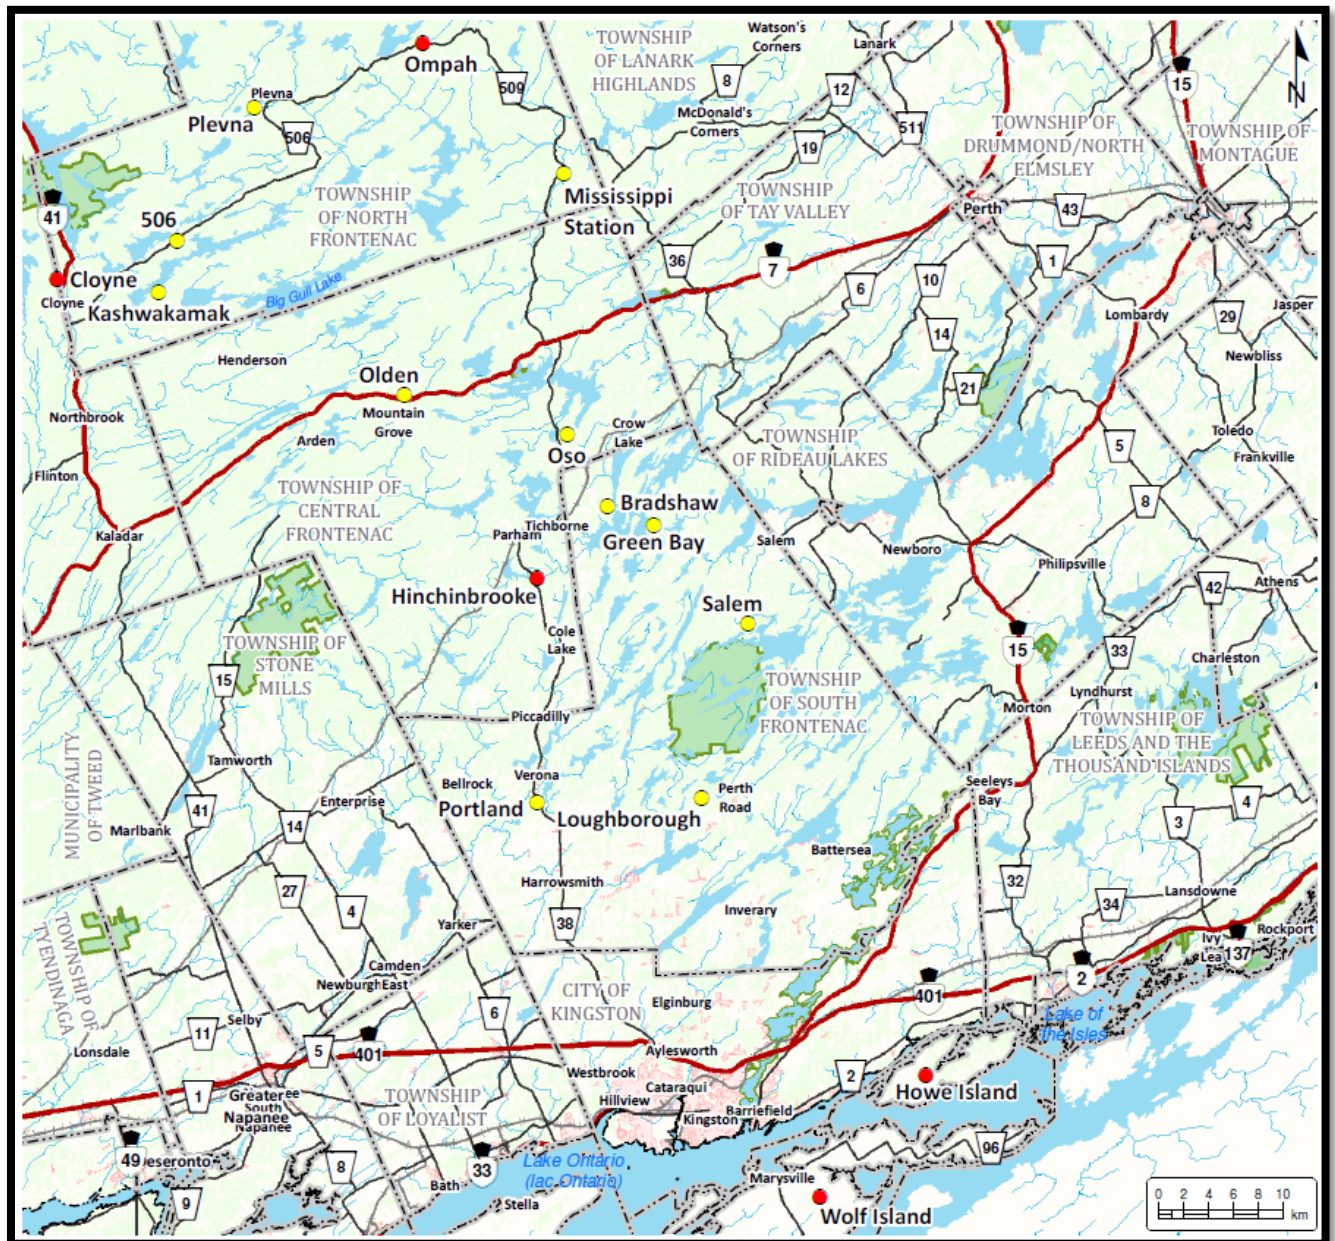 Watson's
Corners
TOWNSHIP
OF LANARK
HIGHLANDS
Lanark
Ompah
8
12
15
509
N
Plevna
Plevna
506
McDonald's
Corners
19
511
TOWNSHIP OF
DRUMMOND/NORTH
ELMSLEY
TOWNSHIP OF
MONTAGUE
TOWNSHIP
OF NORTH
FRONTENAC
Mississippi
Station
TOWNSHIP
OF TAY VALLEY
41
506
Perth
43
36
7
6
10
1
Cloyne
Cloyne
Kashwakamak
Big Gull Lake
14
Lombardy
29
Jasper
Newbliss
Henderson
Olden
Mountain
Grove
21
Northbrook
Arden
Crow
Lake
Oso
TOWNSHIP
OF RIDEAU LAKES
5
Toledo
Frankville
Flinton
TOWNSHIP OF
CENTRAL
FRONTENAC
Bradshaw
8
Kaladar
Tichborne
Parham
Green Bay
Salem
Newboro
Philipsville
Hinchinbrooke
Salem
42
Athens
TOWNSHIP OF
STONE
MILLS
Cole
Lake
15
33
Charleston
15
TOWNSHIP
OF SOUTH
FRONTENAC
Lyndhurst
Morton
Piccadilly
TOWNSHIP OF
LEEDS AND THE
THOUSAND ISLANDS
MUNICIPALITY
OF TWEED
Tamworth
Bellrock
Verona
Seeleys
Bay
Perth
Road
41
Enterprise
Portland
Loughborough
4
3
14
Marlbank
Battersea
27
4
Harrowsmith
32
34
Lansdowne
TOWNSHIP OF
TYENDINAGA
Yarker
38
Inverary
Ivy
Lea
137
Rockport
Camden
East
Newburgh
CITY OF
KINGSTON
Elginburg
401
2
6
Lake of
the Isles
11
Selby
5
401
Lonsdale
Aylesworth
Westbrook
2
1
Greater
South
Napanee
Napanee
TOWNSHIP
OF LOYALIST
Cataraqui
Hillview
Kingston
Barriefield
Howe Island
49
eseronto
8
33
Lake Ontario
(lac Ontario)
96
Bath
Marysville
9
Stella
Wolf Island
0 2 4 6 8 10
km